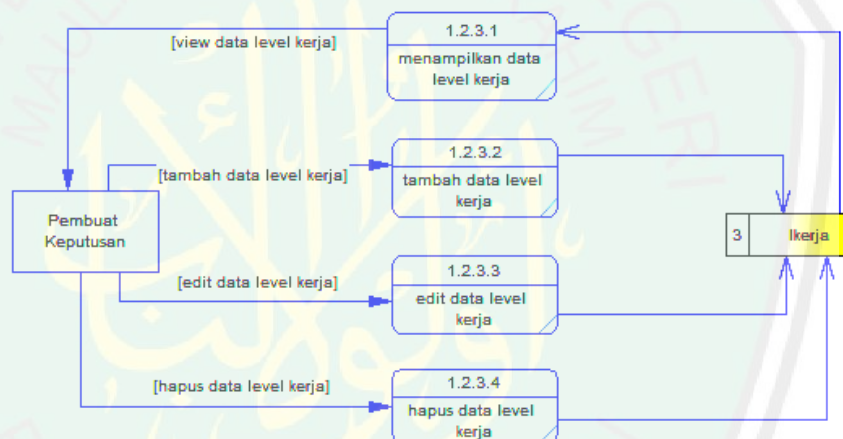 1.2.3.1
menampilkan data
level kerja
[view data level kerja]
1.2.3.2
tambah data level
kerja
[tambah data level kerja]
Pembuat
Keputusan
3
lkerja
1.2.3.3
edit data level
kerja
[edit data level kerja]
1.2.3.4
hapus data level
kerja
[hapus data level kerja]